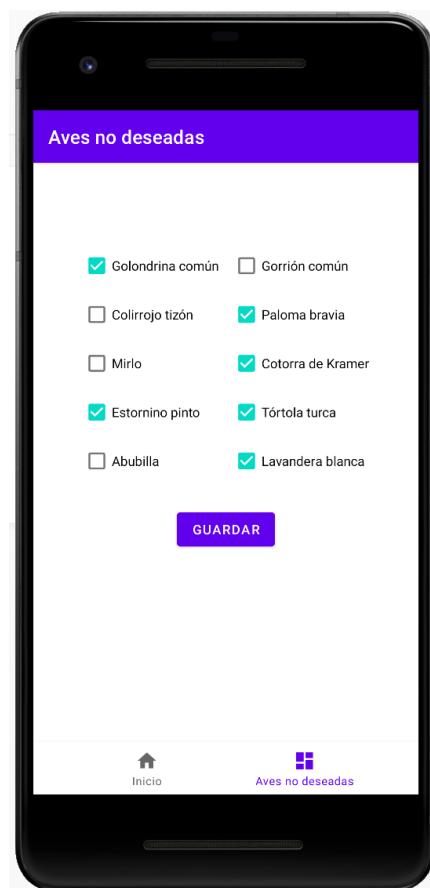 Aves no deseadas
Golondrina común Gorrión común
Colirrojo tizón Paloma bravia
Mirlo Cotorra de Kramer
Estornino pinto Tórtola turca
Abubilla Lavandera blanca
GUARDAR
Inicio Aves no deseadas